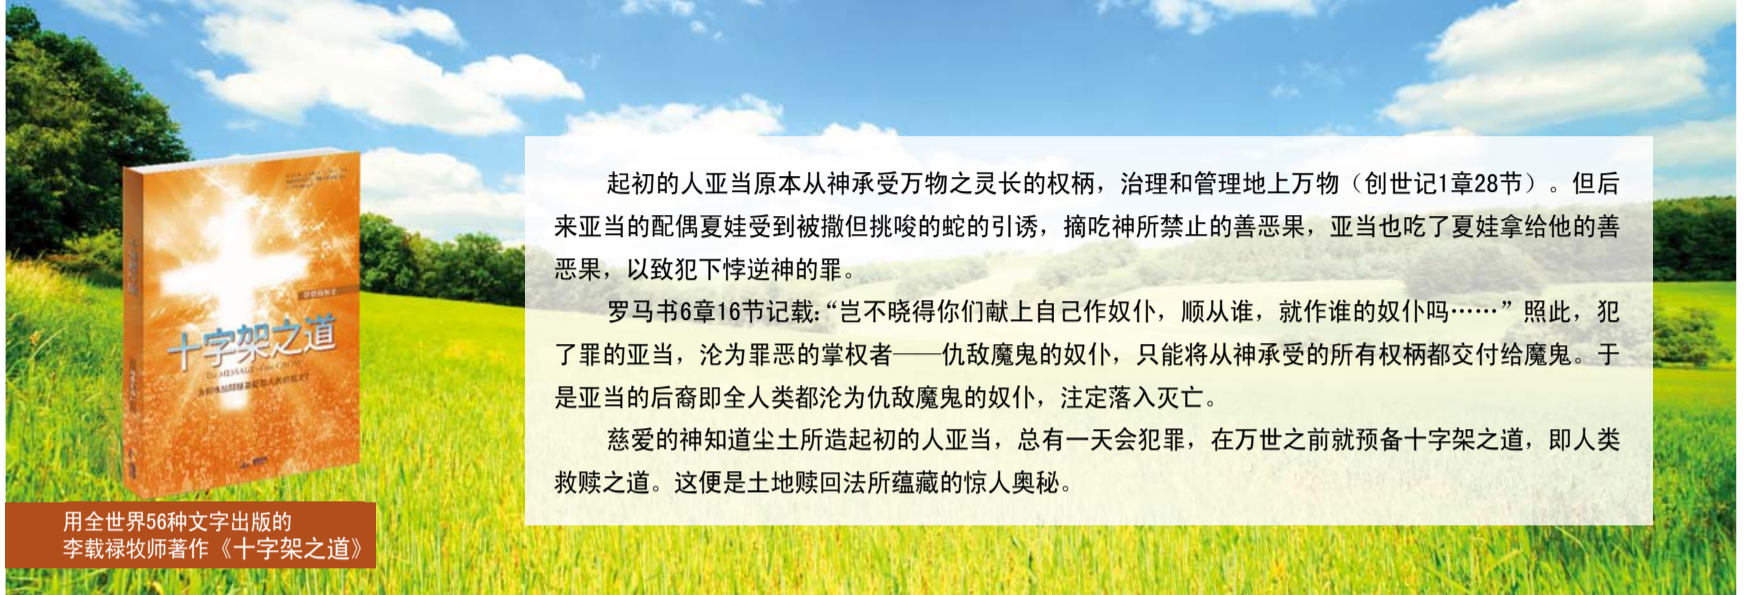 十字架之道
用全世界56种文字出版的
李载禄牧师著作《十字架之道》
起初的人亚当原本从神承受万物之灵长的权柄，治理和管理地上万物（创世记1章28节）。但后
来亚当的配偶夏娃受到被撒但挑唆的蛇的引诱，摘吃神所禁止的善恶果，亚当也吃了夏娃拿给他的善
恶果，以致犯下悖逆神的罪。
罗马书6章16节记载：“岂不晓得你们献上自己作奴仆，顺从谁，就作谁的奴仆吗……”照此，犯
了罪的亚当，沦为罪恶的掌权者——仇敌魔鬼的奴仆，只能将从神承受的所有权柄都交付给魔鬼。于
是亚当的后裔即全人类都沦为仇敌魔鬼的奴仆，注定落入灭亡。
慈爱的神知道尘土所造起初的人亚当，总有一天会犯罪，在万世之前就预备十字架之道，即人类
救赎之道。这便是土地赎回法所蕴藏的惊人奥秘。